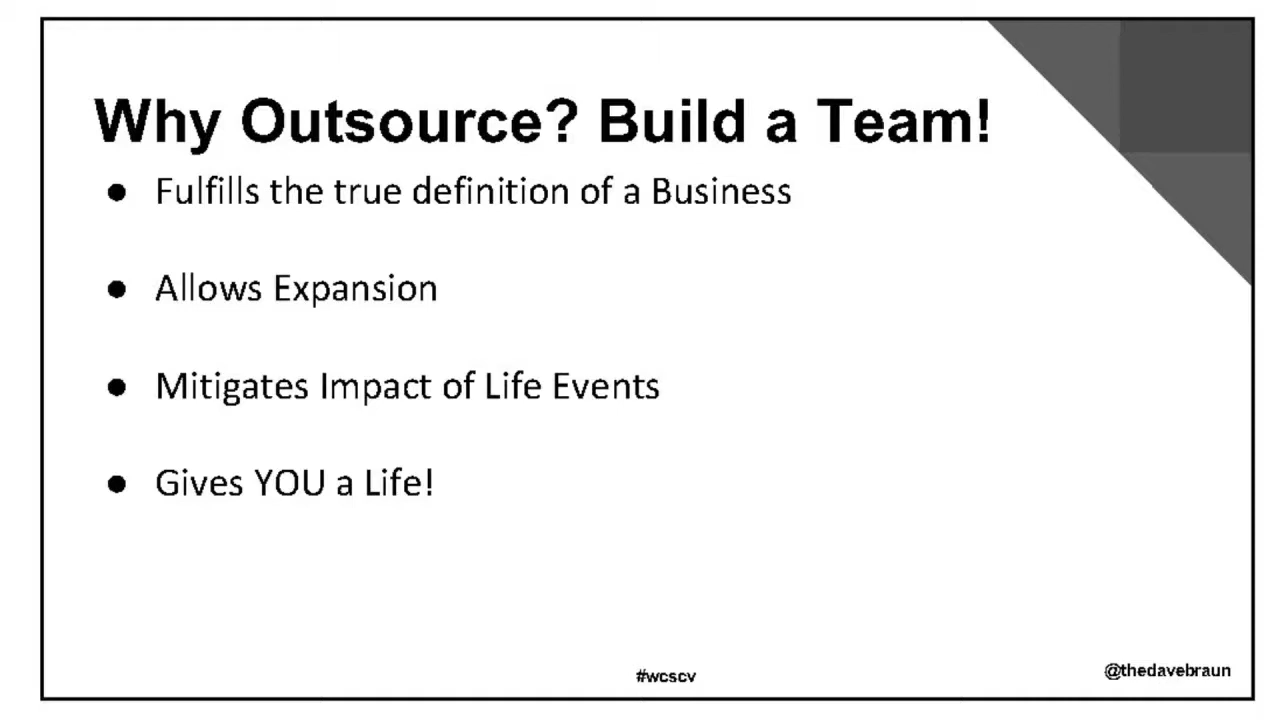 Why Outsource? Build a Team!
● Fulfills the true definition of a Business
● Allows Expansion
● Mitigates Impact of Life Events
● Gives YOU a Life!
#wcscv
@thedavebraun